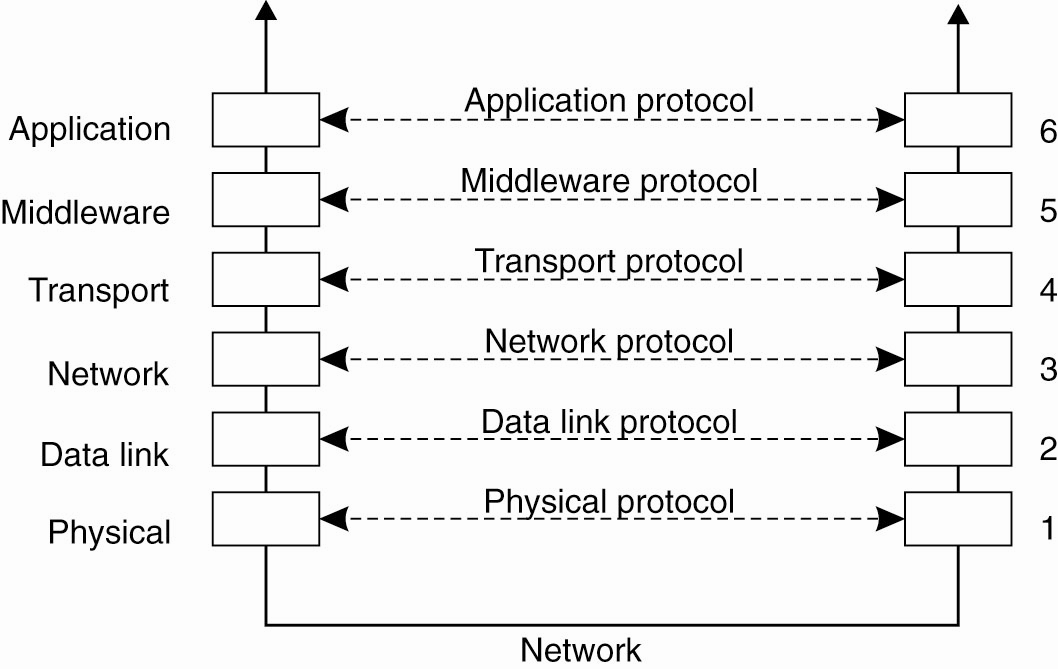 Application protocol
Application 6
Middleware protocol
Middleware 5
Transport protocol
Transport 4
Network protocol
Network 3
Data link protocol
Data link 2
Physical protocol
Physical 1
Network